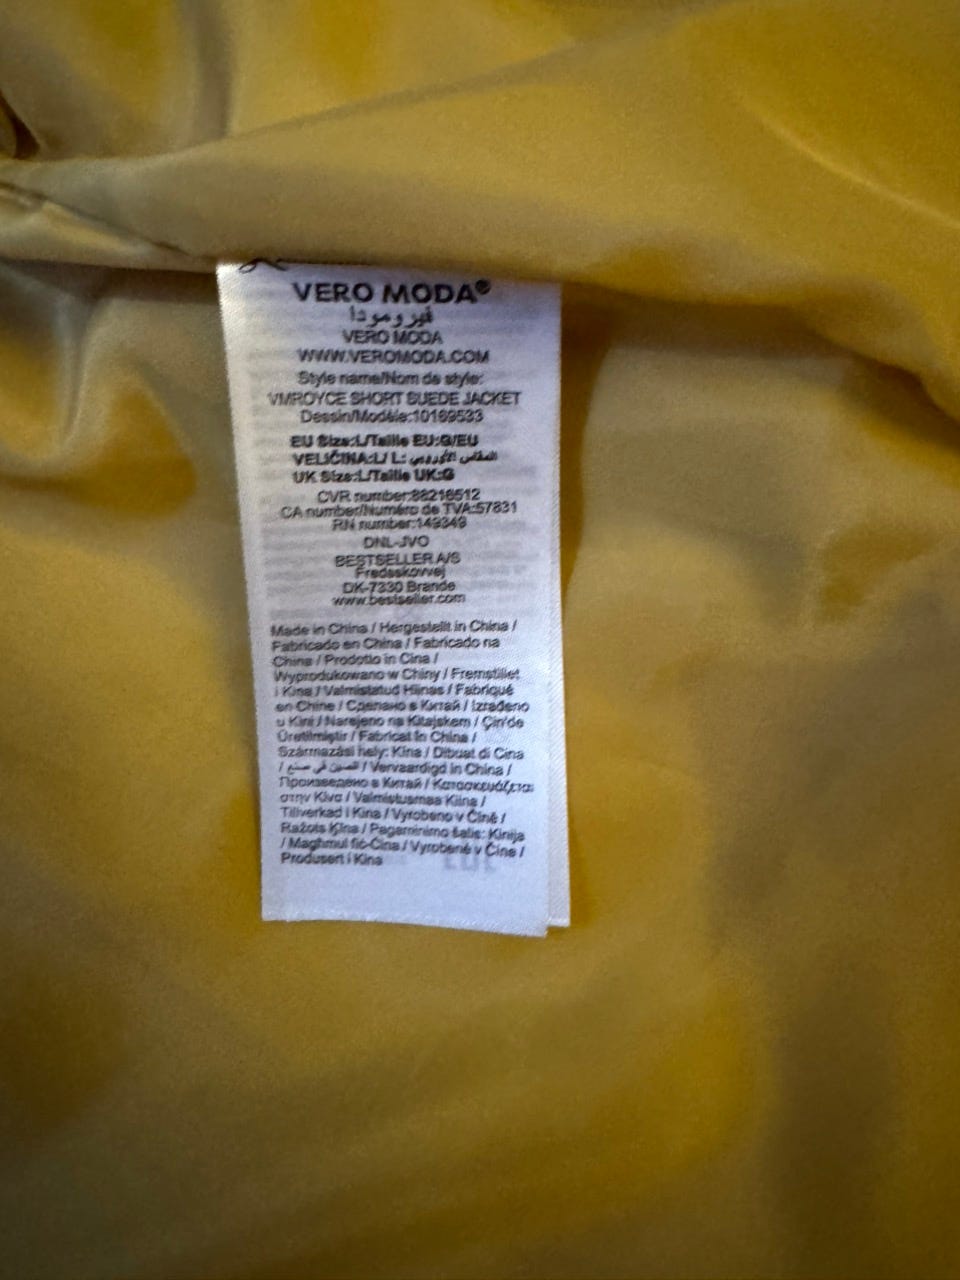 VERO MODA®
فيرومودا
VERO MODA
WWW.VEROMODA.COM
Style name/Nom de style:
VMROYCE SHORT SUEDE JACKET
Dessin/Modèle:10169533
EU Size:L/Taille EU:G/EU
VELIČINA:L/ L: المقاس الأوروبي
UK Size:L/Taille UK:G
CVR number:88216512
CA number/Numéro de TVA:57831
RN number:149349
DNL-JVO
BESTSELLER A/S
Fredsskovvej
DK-7330 Brande
www.bestseller.com
Made in China / Hergestellt in China /
Fabricado en China / Fabricado na
China / Prodotto in Cina /
Wyprodukowano w Chiny / Fremstillet
i Kina / Valmistatud Hiinas / Fabriqué
en Chine / Сделано в Китай / Izrađeno
u Kini / Narejeno na Kitajskem / Çin'de
Üretilmiştir / Fabricat în China /
Származási hely: Kina / Dibuat di Cina
/ الصين في صنع / Vervaardigd in China /
Произведено в Китай / Κατασκευάζεται
στην Κίνα / Valmistusmaa Kiina /
Tillverkad i Kina / Vyrobeno v Číně /
Ražots Ķīna / Pagaminimo šalis: Kinija
/ Magħmul fiċ-Ċina / Vyrobené v Čine /
Produsert i Kina